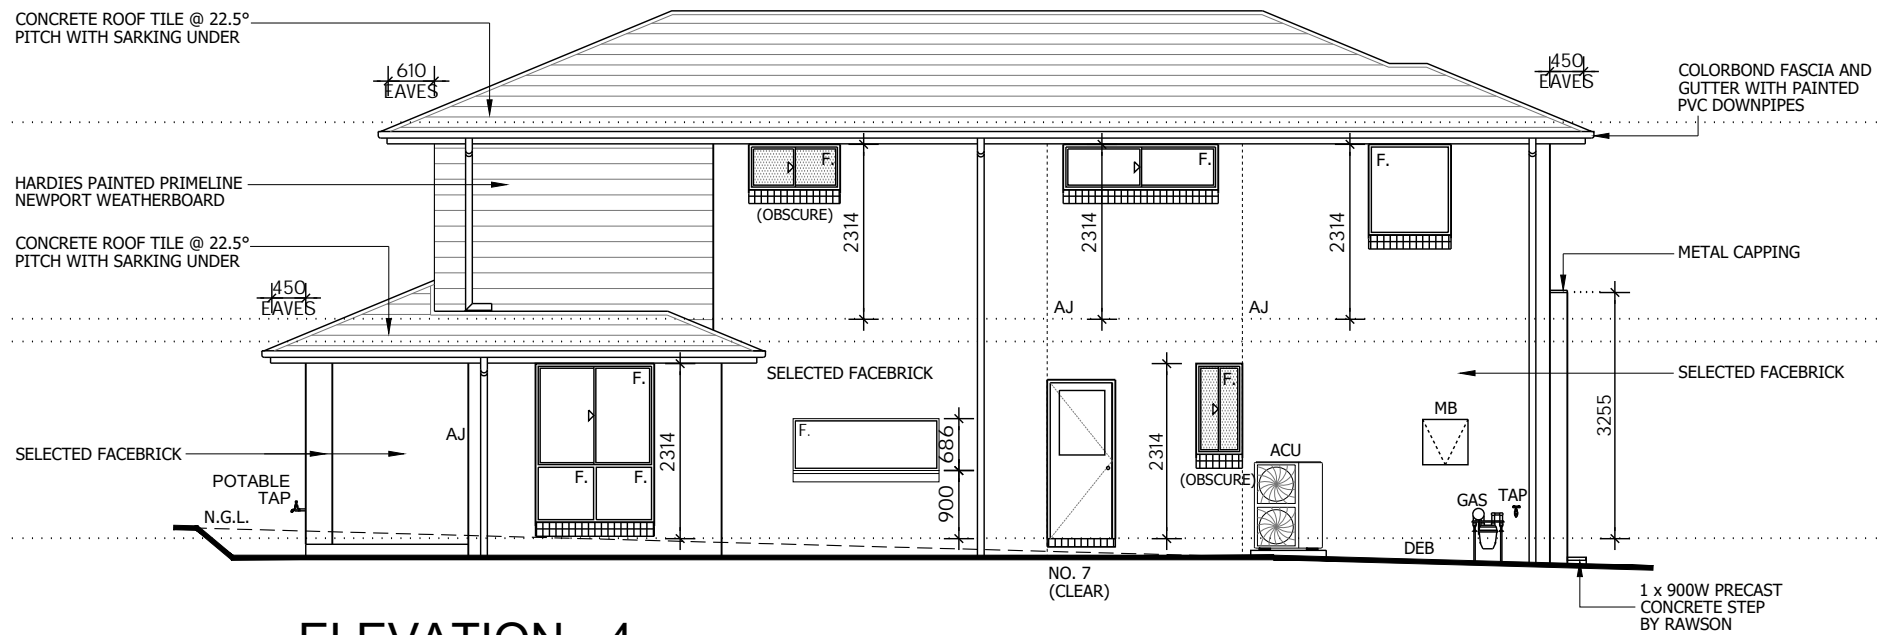 CONCRETE ROOF TILE @ 22.5°
PITCH WITH SARKING UNDER
610
EAVES
450
EAVES
COLORBOND FASCIA AND
GUTTER WITH PAINTED
PVC DOWNPIPES
HARDIES PAINTED PRIMELINE
NEWPORT WEATHERBOARD
F.
(OBSCURE)
2314
F.
2314
F.
2314
CONCRETE ROOF TILE @ 22.5°
PITCH WITH SARKING UNDER
450
EAVES
METAL CAPPING
AJ
AJ
SELECTED FACEBRICK
SELECTED FACEBRICK
3255
F.
F.
F.
2314
AJ
F.
686
900
2314
F.
(OBSCURE)
ACU
MB
SELECTED FACEBRICK
POTABLE
TAP
N.G.L.
GAS
TAP
DEB
NO. 7
(CLEAR)
1 x 900W PRECAST
CONCRETE STEP
BY RAWSON
ELEVATION 4